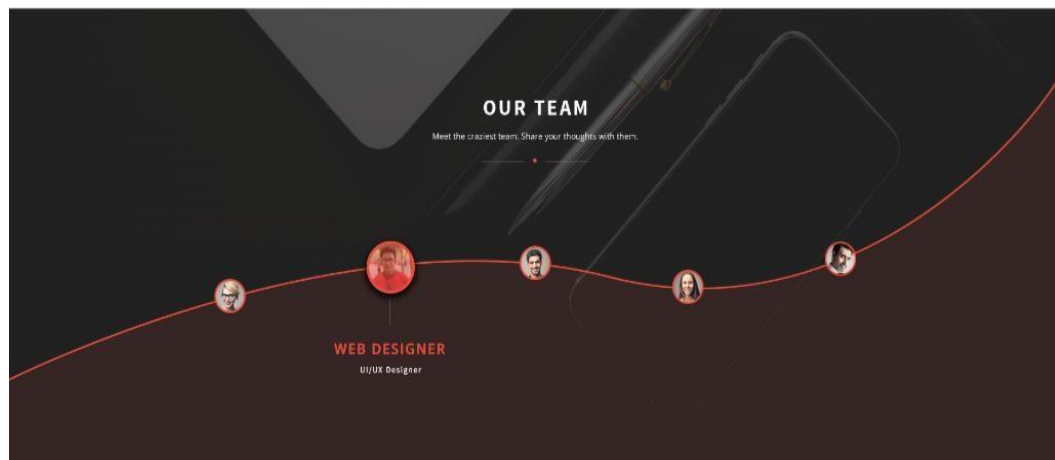 OUR TEAM
Meet the craziest team. Share your thoughts with them.
WEB DESIGNER
UI/UX Designer